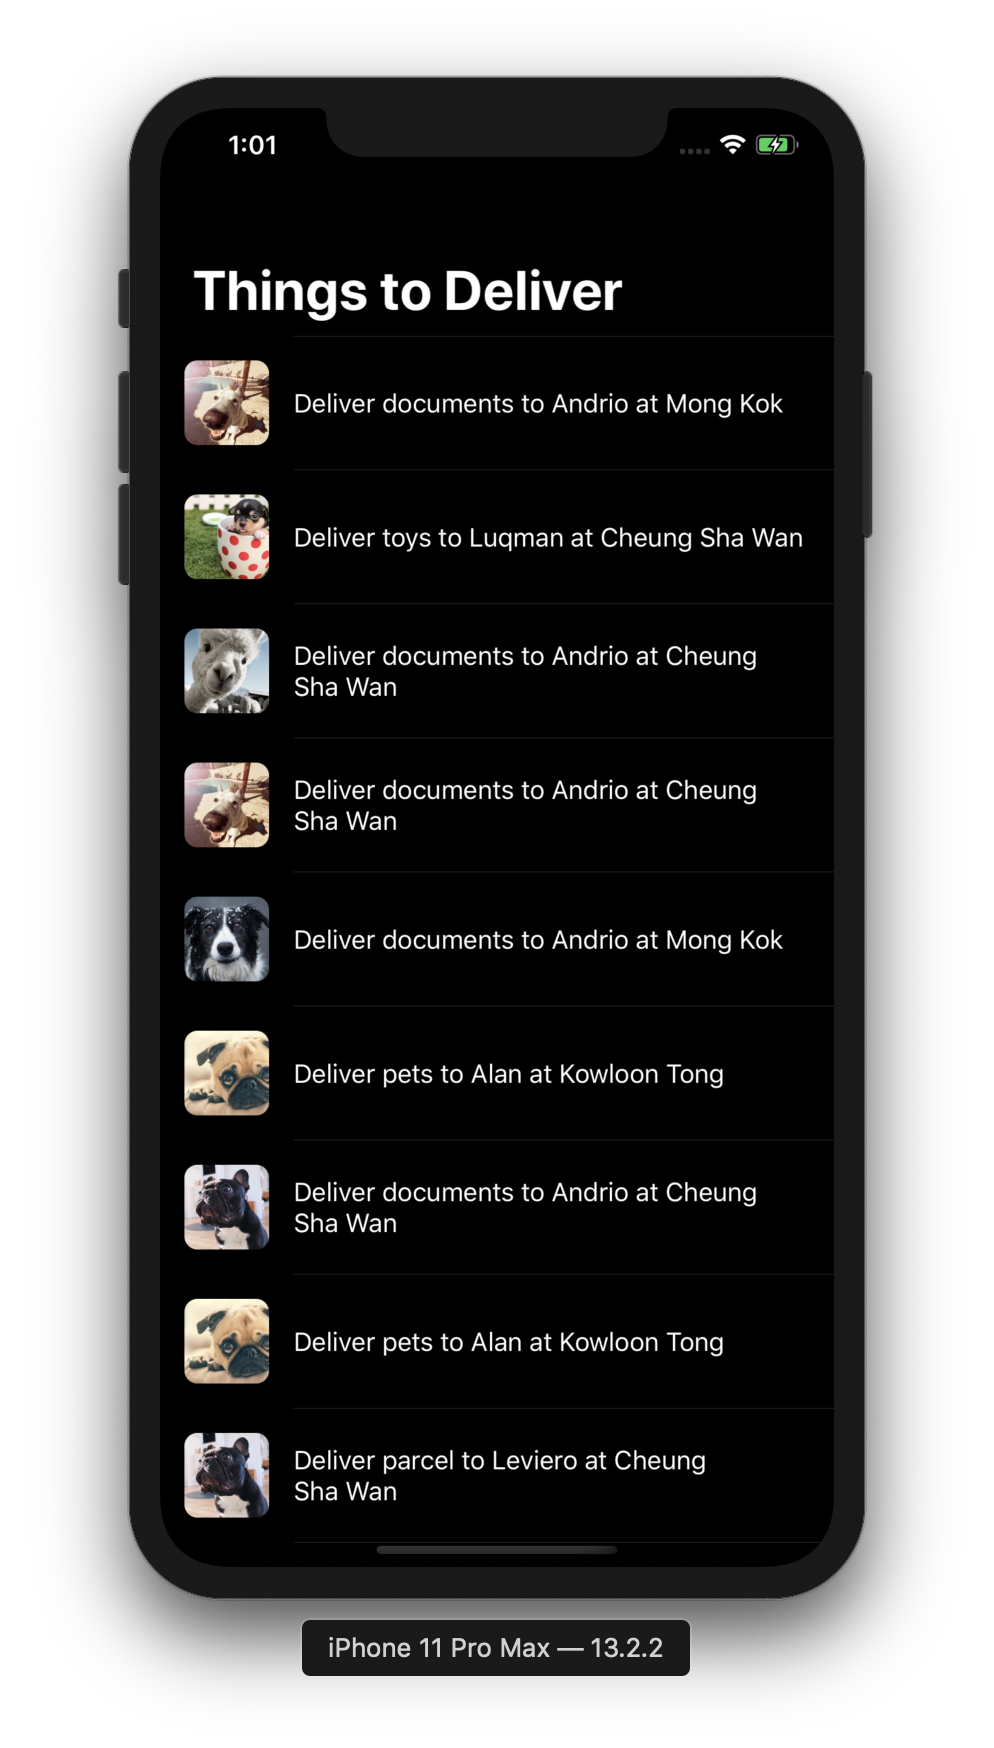 1:01
Things to Deliver
Deliver documents to Andrio at Mong Kok
Deliver toys to Luqman at Cheung Sha Wan
Deliver documents to Andrio at Cheung
Sha Wan
Deliver documents to Andrio at Cheung
Sha Wan
Deliver documents to Andrio at Mong Kok
Deliver pets to Alan at Kowloon Tong
Deliver documents to Andrio at Cheung
Sha Wan
Deliver pets to Alan at Kowloon Tong
Deliver parcel to Leviero at Cheung
Sha Wan
iPhone 11 Pro Max — 13.2.2